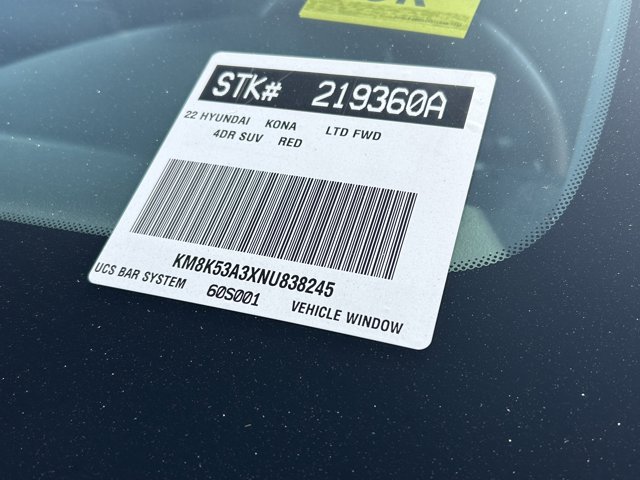 STK# 219360A
22 HYUNDAI KONA LTD FWD
4DR SUV RED
KM8K53A3XNU838245
UCS BAR SYSTEM 60S001 VEHICLE WINDOW